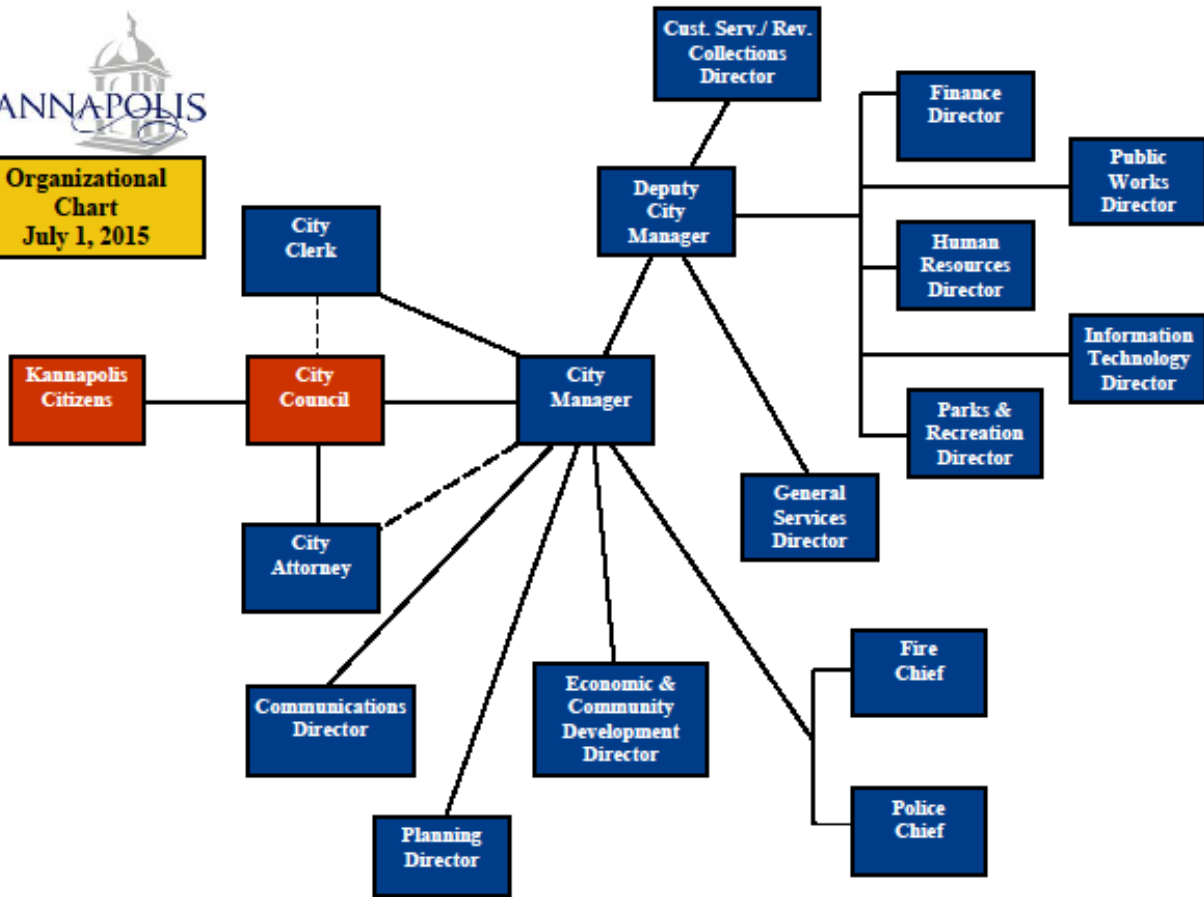 ANNAPOLIS
Organizational
Chart
July 1, 2015
Cust. Serv./ Rev.
Collections
Director
Finance
Director
Public
Works
Director
Deputy
City
Manager
City
Clerk
Human
Resources
Director
Information
Technology
Director
Kannapolis
Citizens
City
Council
City
Manager
Parks &
Recreation
Director
General
Services
Director
City
Attorney
Fire
Chief
Communications
Director
Economic &
Community
Development
Director
Planning
Director
Police
Chief